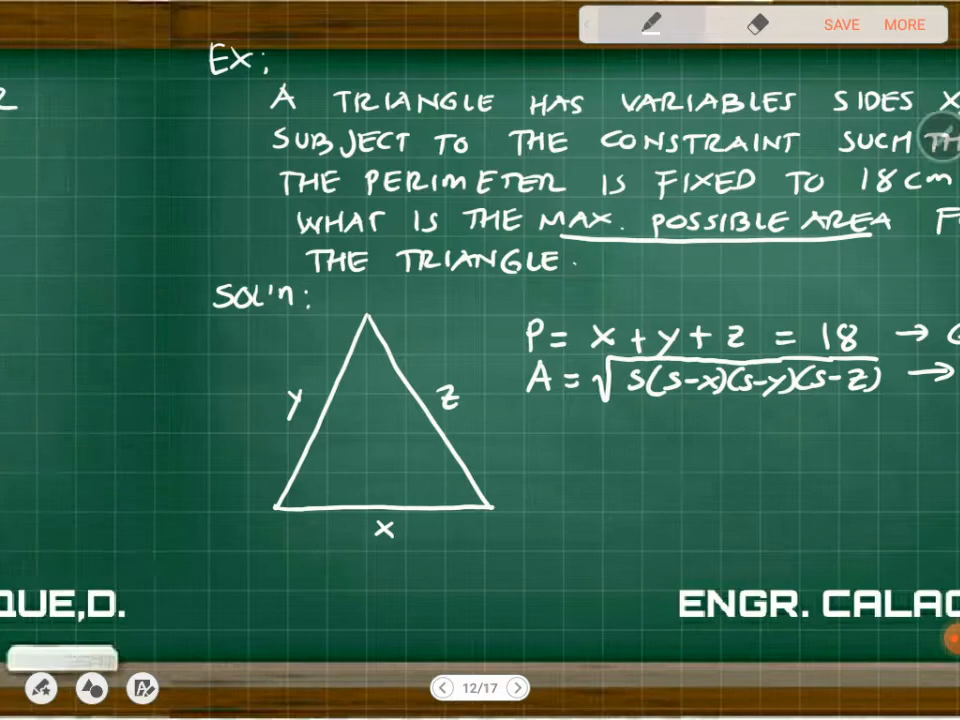 SAVE MORE
EX:
A TRIANGLE HAS VARIABLES SIDES X,
SUBJECT TO THE CONSTRAINT SUCH
THE PERIMETER IS FIXED TO 18cm
WHAT IS THE MAX. POSSIBLE AREA
THE TRIANGLE.
SOL'n:
P = x + y + z = 18 →
A = √s(s-x)(s-y)(s-z) →
y
z
x
QUE,D.
ENGR. CALAC
12/17